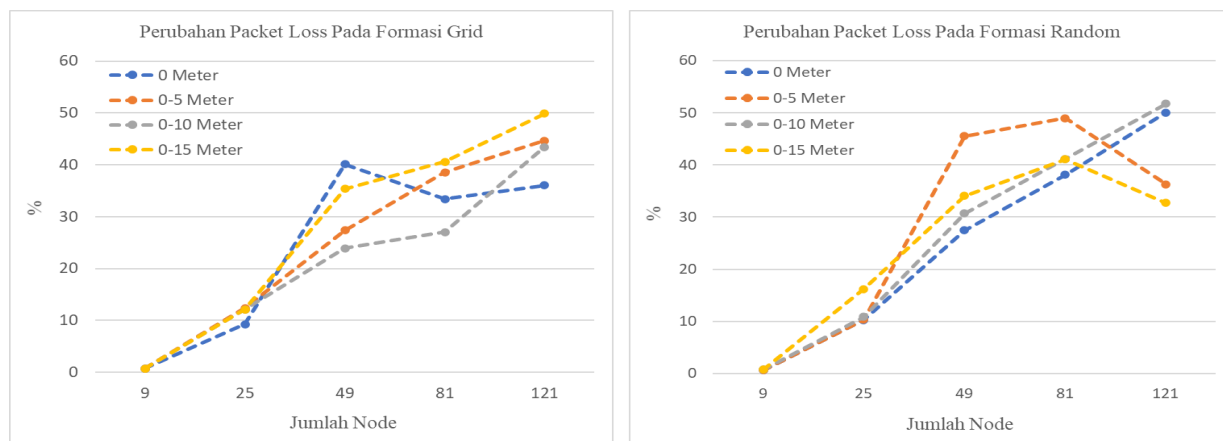 Perubahan Packet Loss Pada Formasi Grid
60
50
40
30
20
10
0
%
0 Meter
0-5 Meter
0-10 Meter
0-15 Meter
9 25 49 81 121
Jumlah Node
Perubahan Packet Loss Pada Formasi Random
60
50
40
30
20
10
0
%
0 Meter
0-5 Meter
0-10 Meter
0-15 Meter
9 25 49 81 121
Jumlah Node